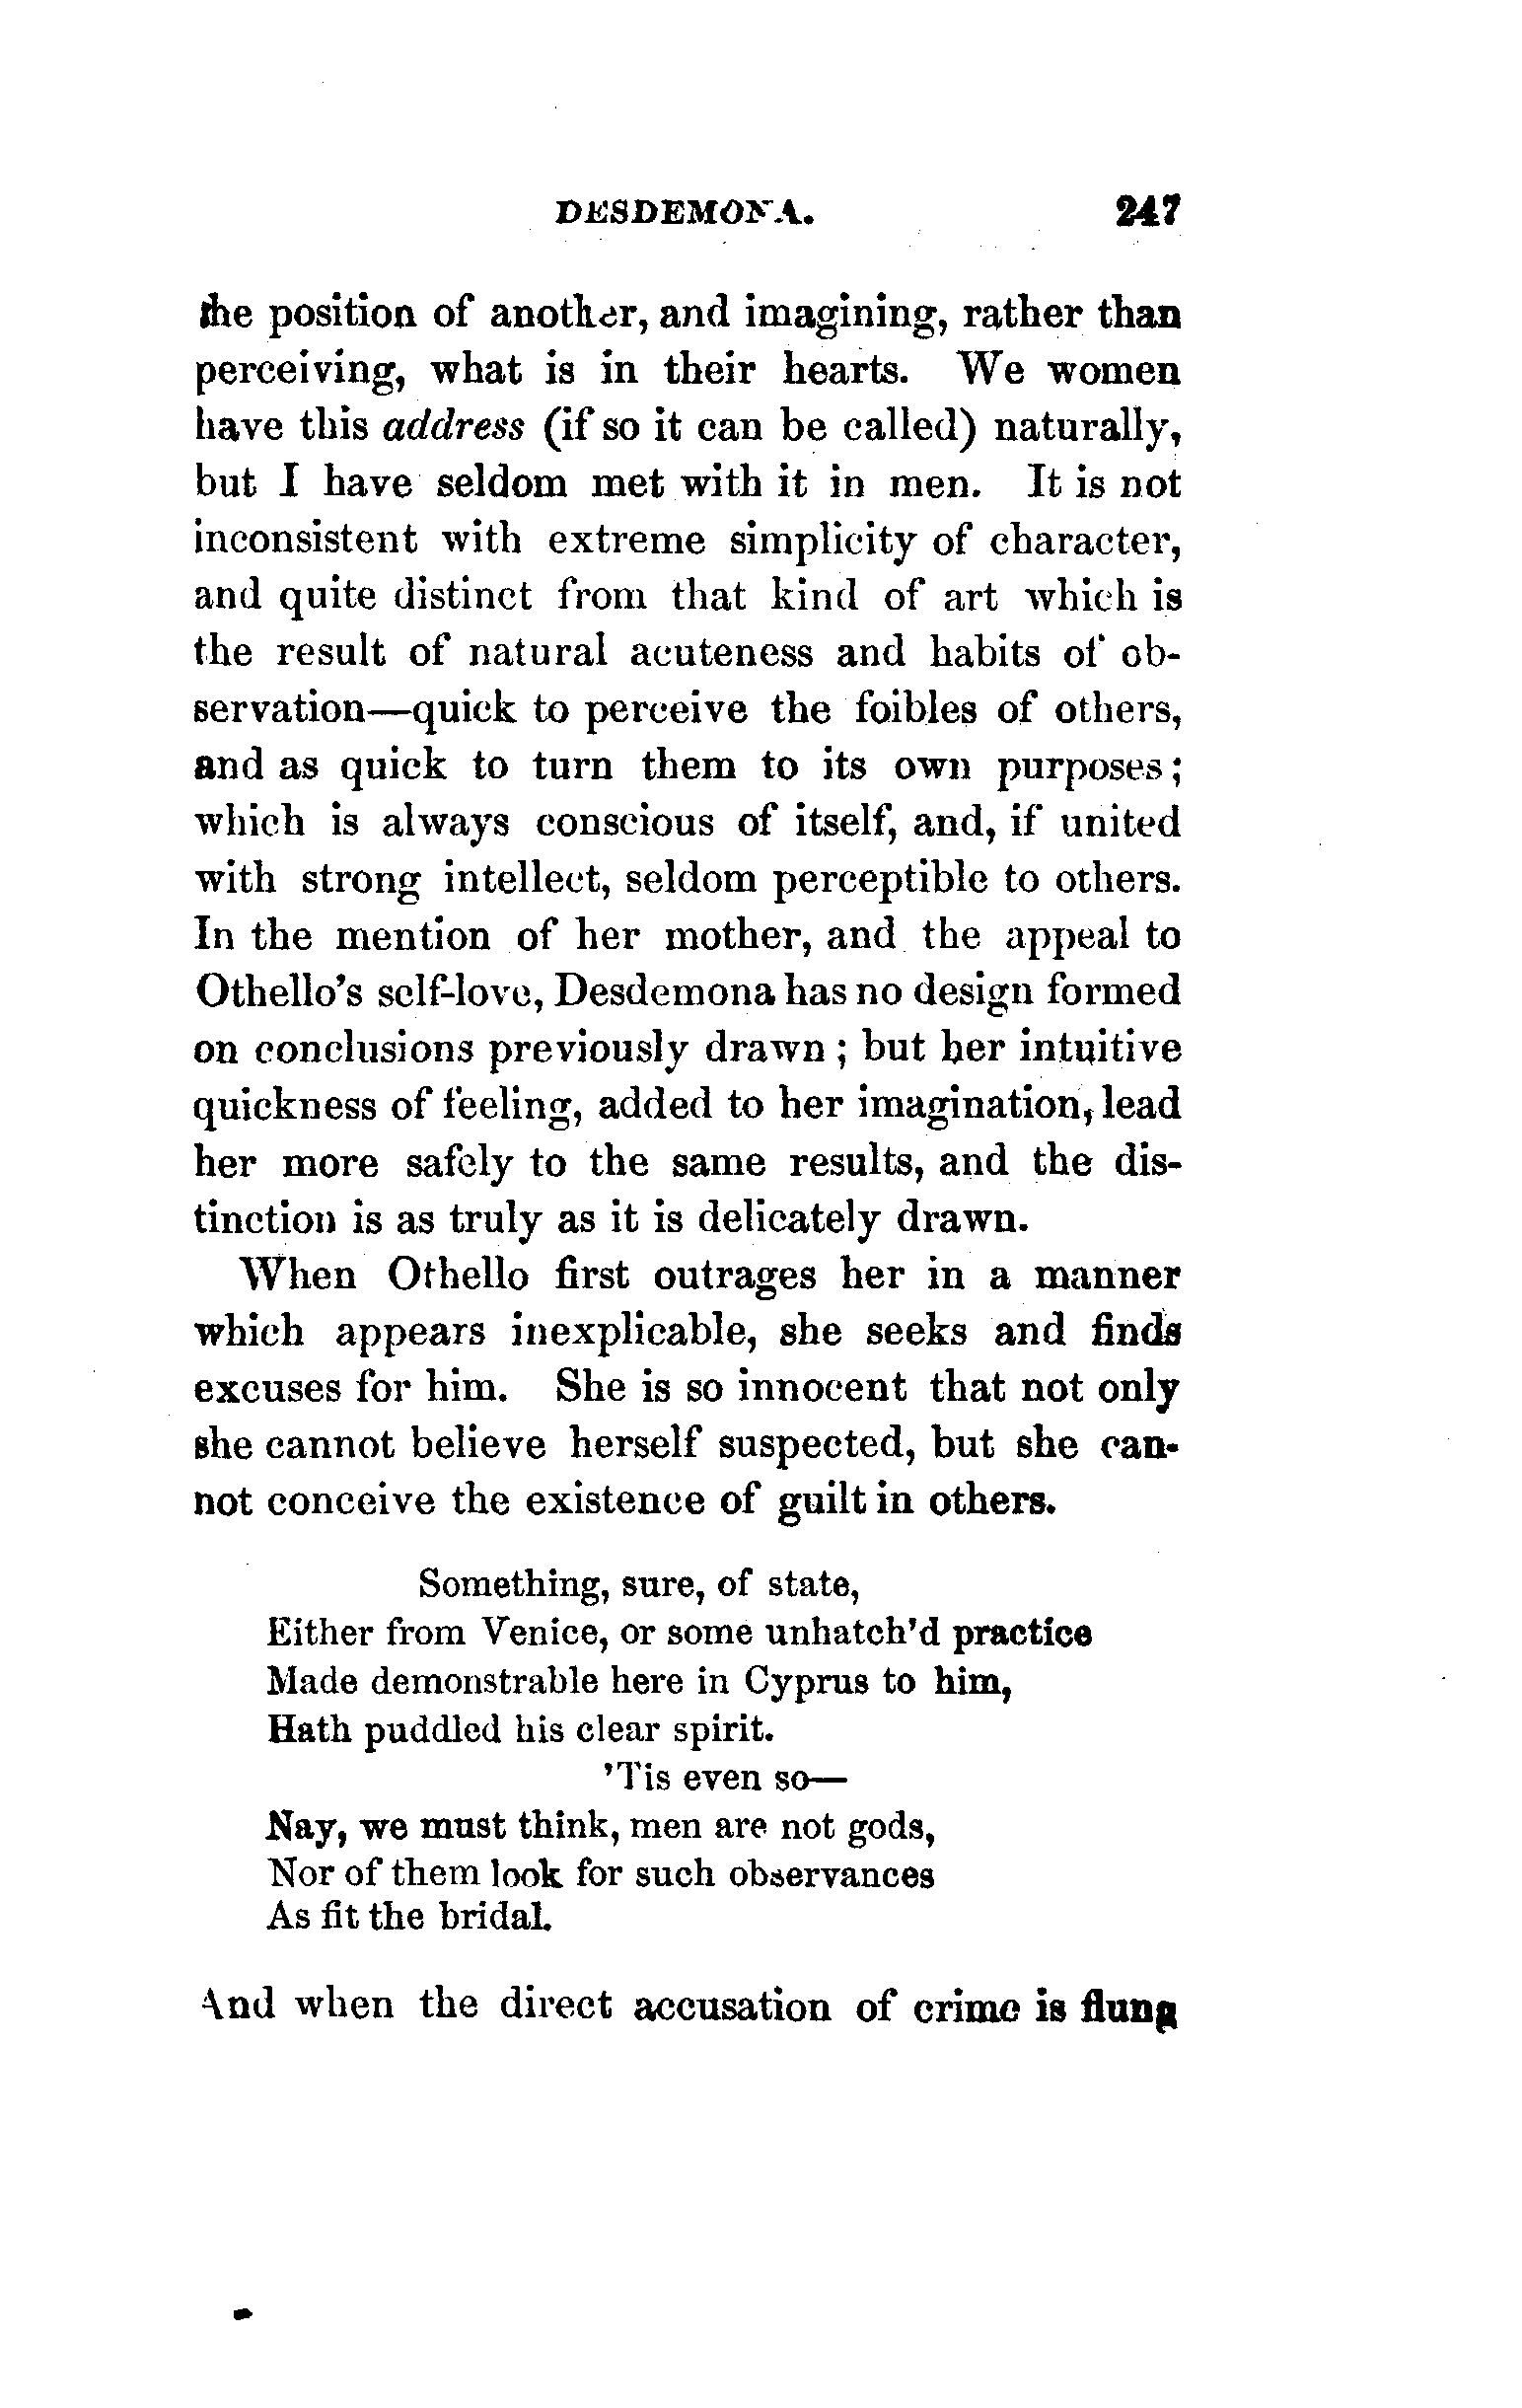 DESDEMONA. 247
the position of another, and imagining, rather than
perceiving, what is in their hearts. We women
have this address (if so it can be called) naturally,
but I have seldom met with it in men. It is not
inconsistent with extreme simplicity of character,
and quite distinct from that kind of art which is
the result of natural acuteness and habits of ob-
servation—quick to perceive the foibles of others,
and as quick to turn them to its own purposes;
which is always conscious of itself, and, if united
with strong intellect, seldom perceptible to others.
In the mention of her mother, and the appeal to
Othello's self-love, Desdemona has no design formed
on conclusions previously drawn; but her intuitive
quickness of feeling, added to her imagination, lead
her more safely to the same results, and the dis-
tinction is as truly as it is delicately drawn.
When Othello first outrages her in a manner
which appears inexplicable, she seeks and finds
excuses for him. She is so innocent that not only
she cannot believe herself suspected, but she can-
not conceive the existence of guilt in others.
Something, sure, of state,
Either from Venice, or some unhatch'd practice
Made demonstrable here in Cyprus to him,
Hath puddled his clear spirit.
'Tis even so—
Nay, we must think, men are not gods,
Nor of them look for such observances
As fit the bridal.
And when the direct accusation of crime is flung